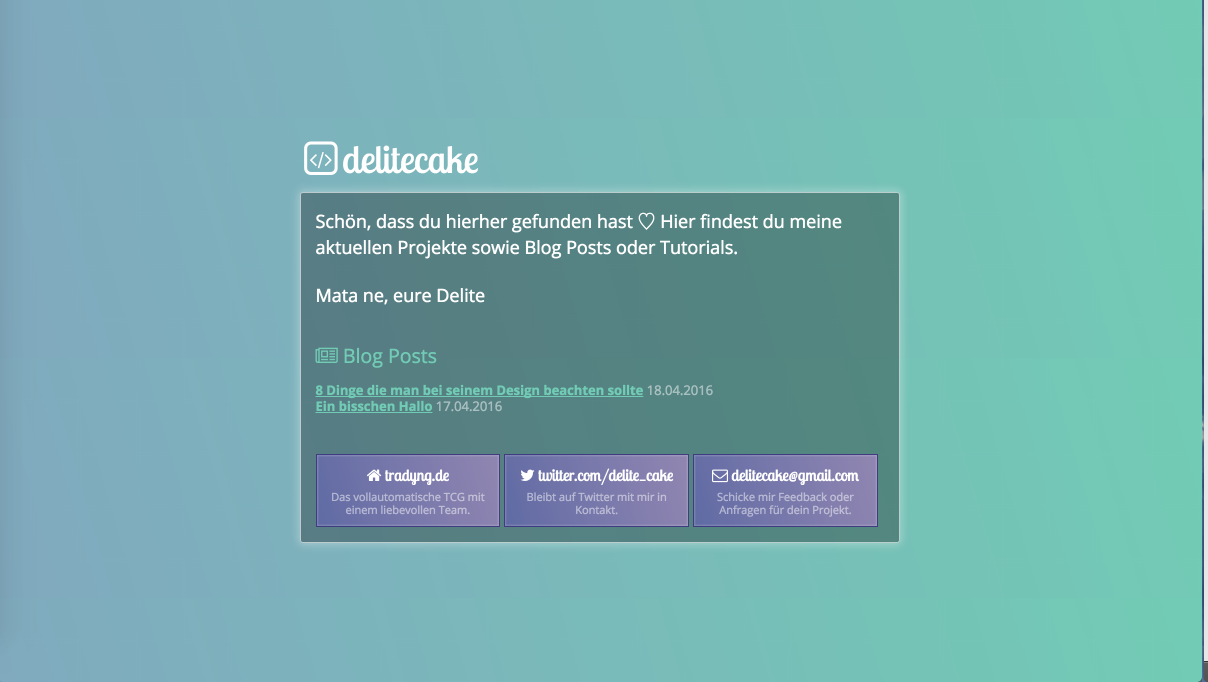 </> delitecake
Schön, dass du hierher gefunden hast ♡ Hier findest du meine
aktuellen Projekte sowie Blog Posts oder Tutorials.
Mata ne, eure Delite
Blog Posts
8 Dinge die man bei seinem Design beachten sollte 18.04.2016
Ein bisschen Hallo 17.04.2016
tradyng.de
Das vollautomatische TCG mit
einem liebevollen Team.
twitter.com/delite_cake
Bleibt auf Twitter mit mir in
Kontakt.
delitecake@gmail.com
Schicke mir Feedback oder
Anfragen für dein Projekt.